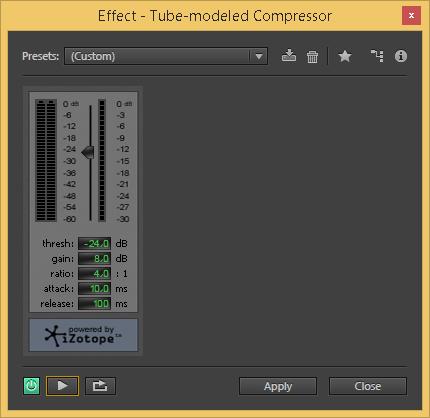 Effect - Tube-modeled Compressor
x
Presets: (Custom)
0 dB 0 dB
-6 -3
-12 -6
-18 -9
-24 -12
-30 -15
-36 -18
-42 -21
-48 -24
-54 -27
-60 -30
thresh: -24.0 dB
gain: 8.0 dB
ratio: 4.0 : 1
attack: 10.0 ms
release: 100 ms
powered by
iZotope™
Apply Close